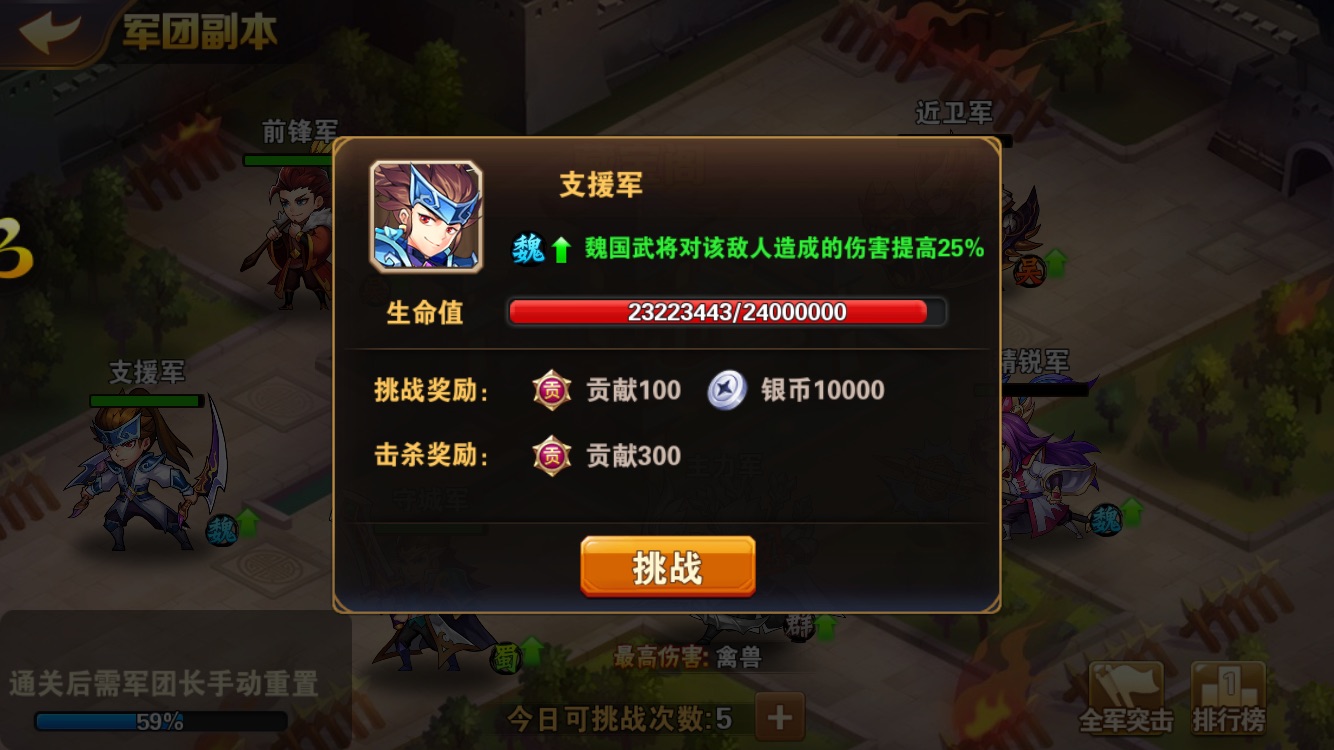 军团副本
前锋军
近卫军
支援军
魏
魏国武将对该敌人造成的伤害提高25%
吴
生命值
23223443/24000000
支援军
精锐军
挑战奖励：
贡
贡献100
银币10000
击杀奖励：
贡
贡献300
魏
魏
挑战
群
蜀
最高伤害:禽兽
通关后需军团长手动重置
59%
今日可挑战次数:5
1
全军突击
排行榜